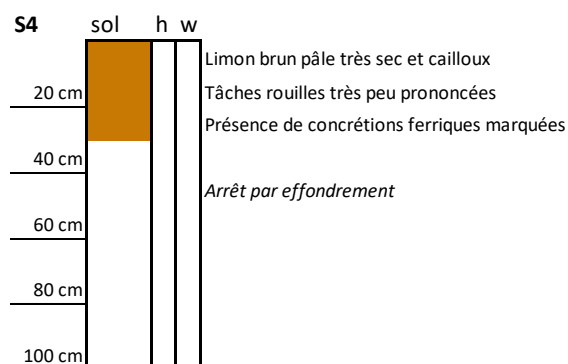 S4 sol h w
Limon brun pâle très sec et cailloux
20 cm Tâches rouilles très peu prononcées
Présence de concrétions ferriques marquées
40 cm
Arrêt par effondrement
60 cm
80 cm
100 cm